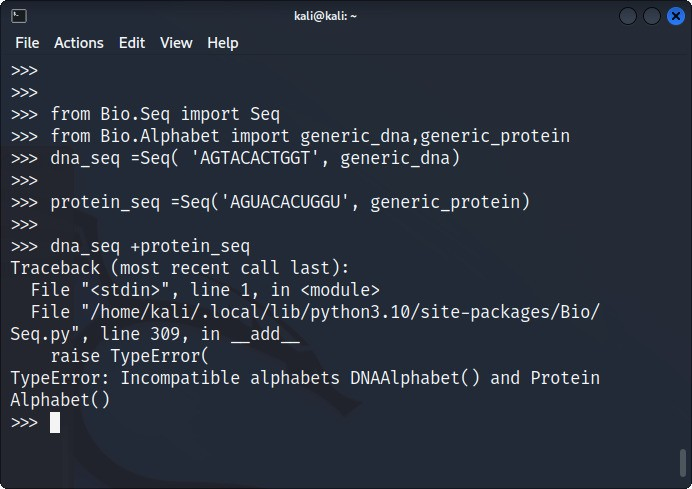 kali@kali: ~
File Actions Edit View Help
>>>
>>>
>>> from Bio.Seq import Seq
>>> from Bio.Alphabet import generic_dna,generic_protein
>>> dna_seq =Seq( 'AGTACACTGGT', generic_dna)
>>>
>>> protein_seq =Seq('AGUACACUGGU', generic_protein)
>>>
>>> dna_seq +protein_seq
Traceback (most recent call last):
  File "<stdin>", line 1, in <module>
  File "/home/kali/.local/lib/python3.10/site-packages/Bio/
Seq.py", line 309, in __add__
    raise TypeError(
TypeError: Incompatible alphabets DNAAlphabet() and Protein
Alphabet()
>>>